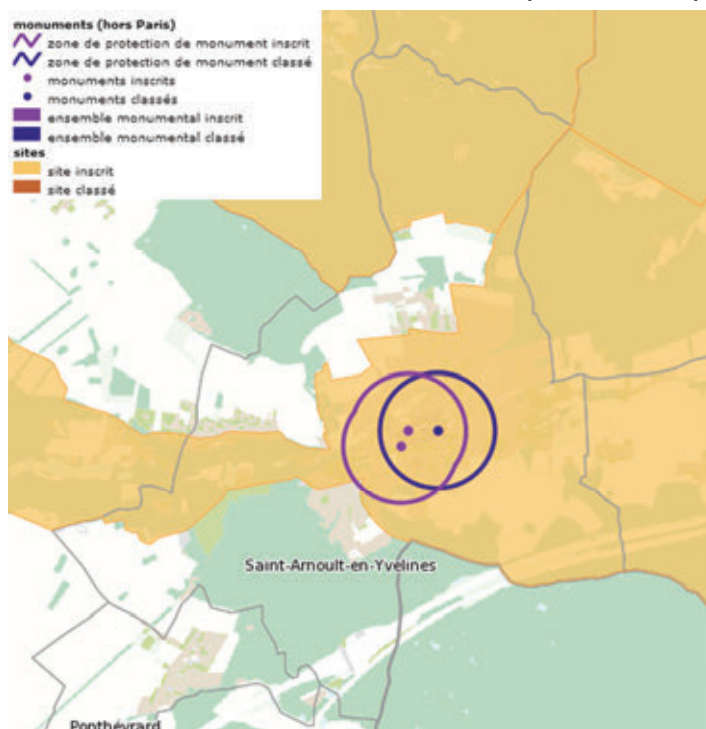 monuments (hors Paris)
zone de protection de monument inscrit
zone de protection de monument classé
monuments inscrits
monuments classés
ensemble monumental inscrit
ensemble monumental classé
sites
site inscrit
site classé
Saint-Arnoult-en-Yvelines
Ponthévrard